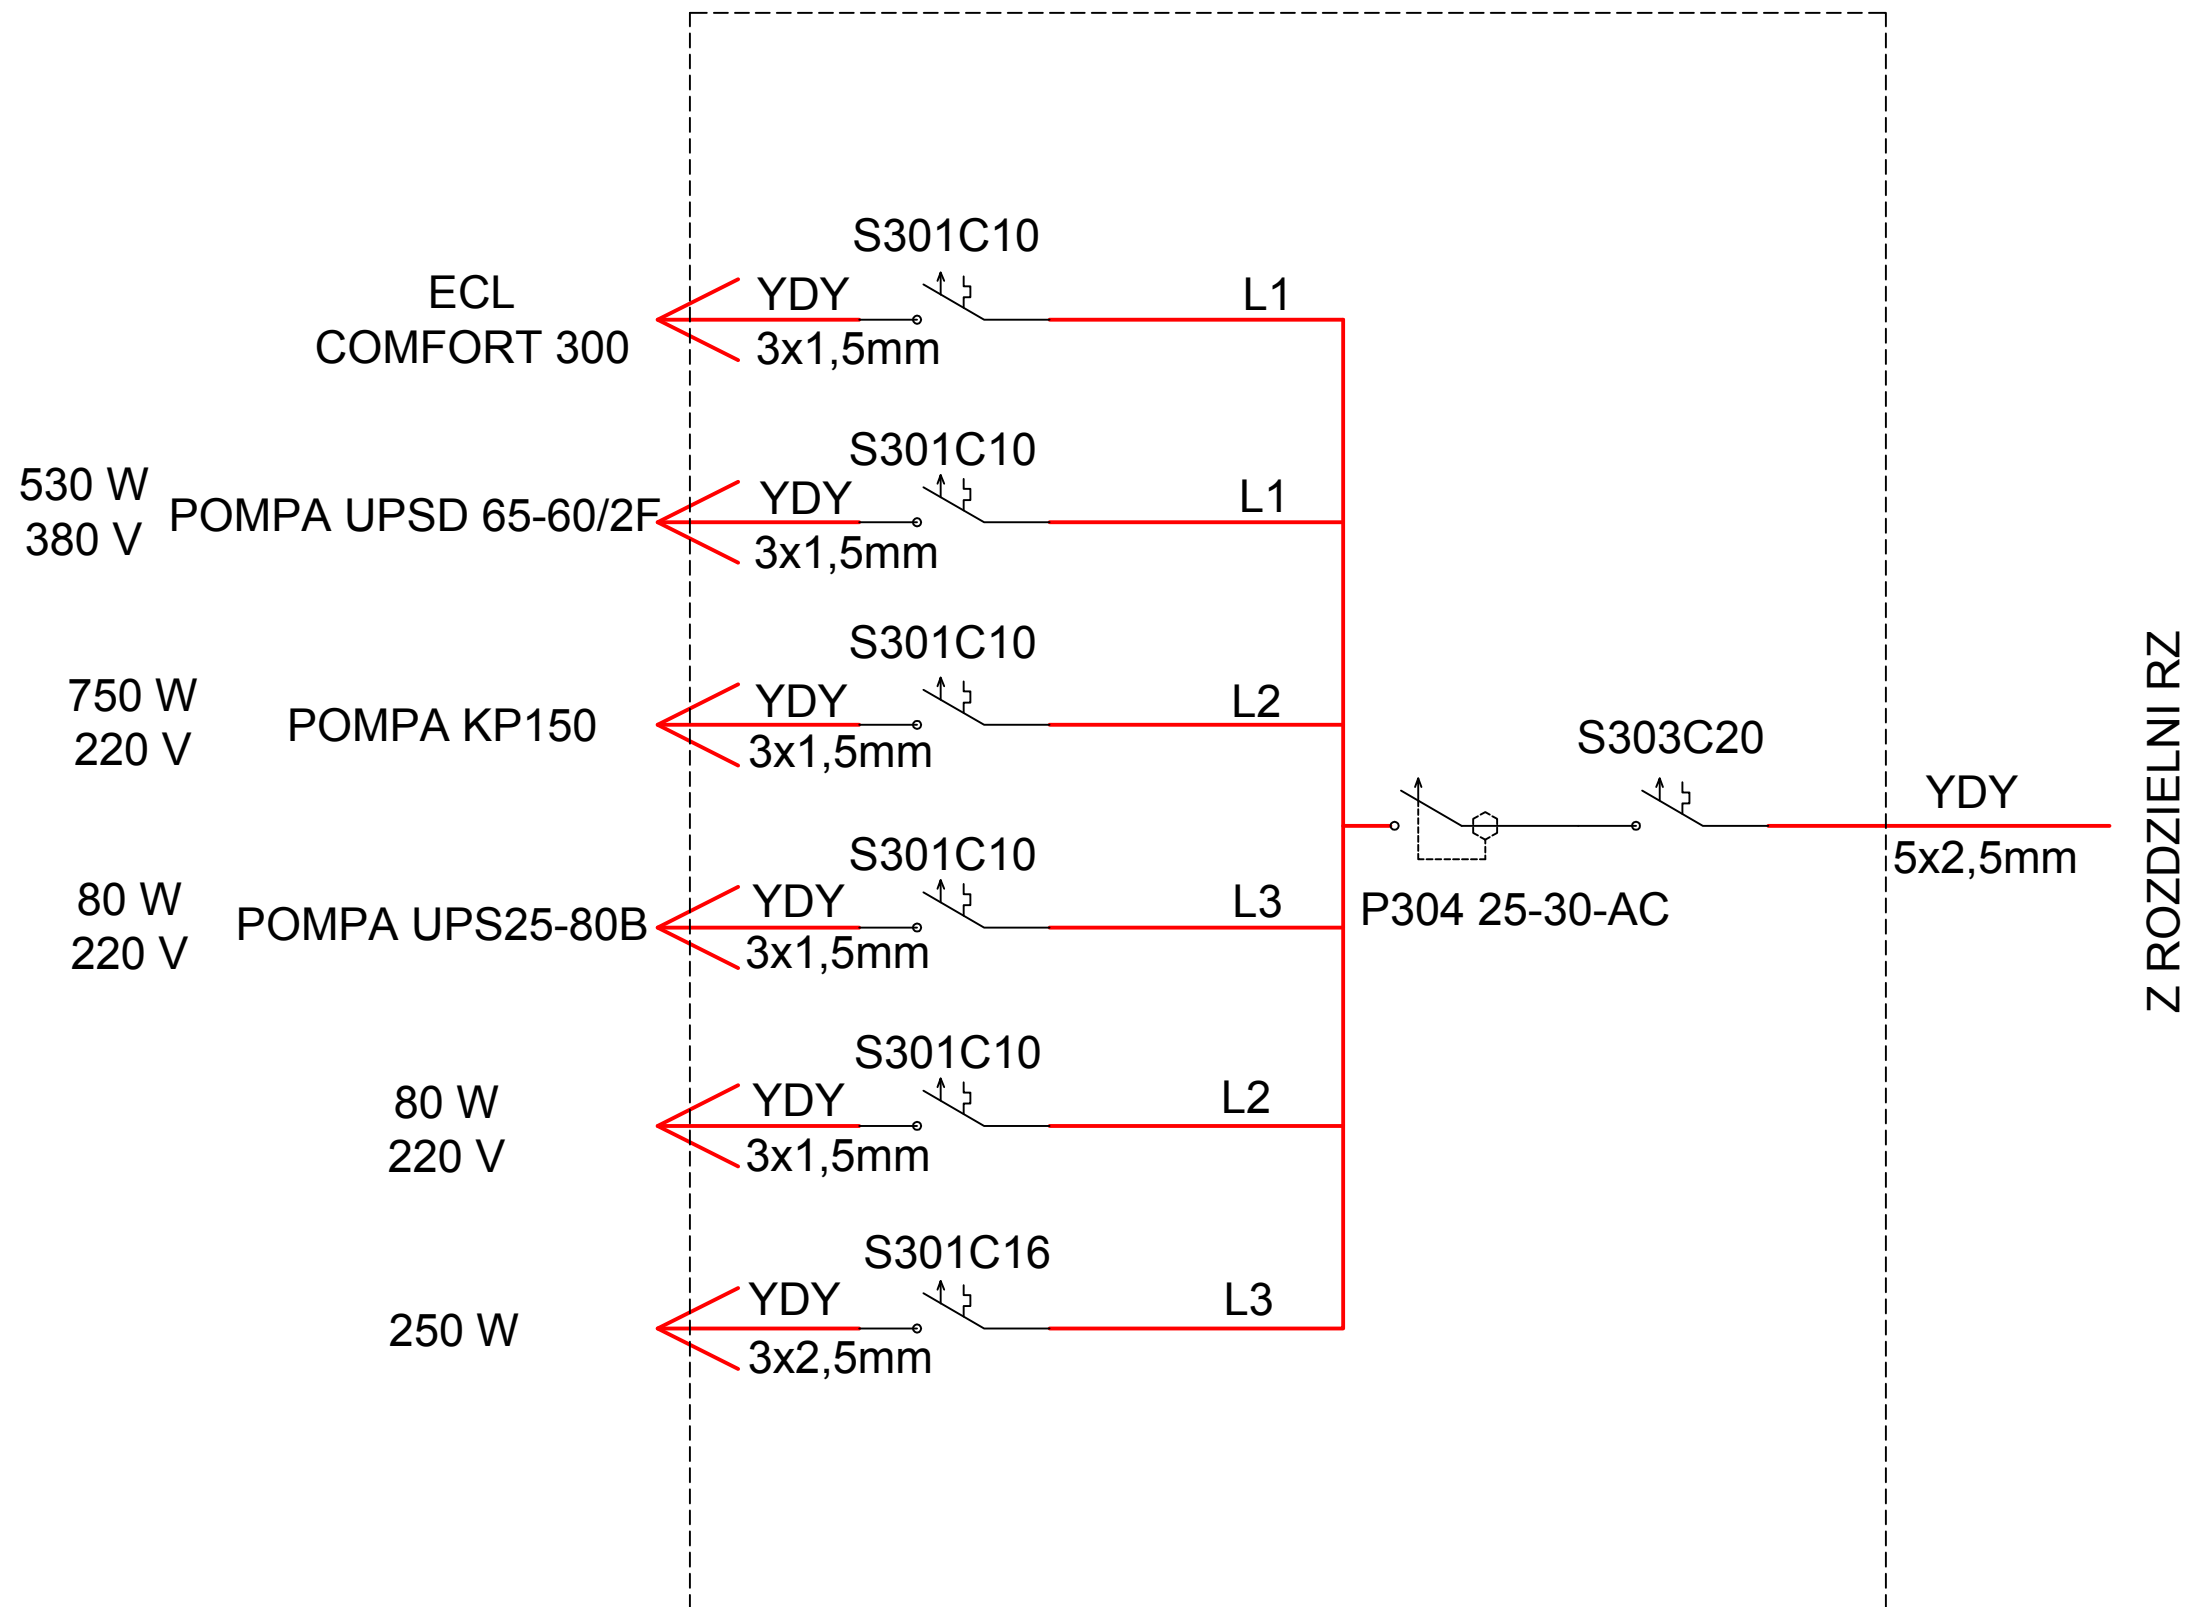 S301C10
ECL
COMFORT 300
YDY
3x1,5mm
L1
S301C10
530 W
380 V
POMPA UPSD 65-60/2F
YDY
3x1,5mm
L1
S301C10
750 W
220 V
POMPA KP150
YDY
3x1,5mm
L2
S301C10
80 W
220 V
POMPA UPS25-80B
YDY
3x1,5mm
L3
S301C10
80 W
220 V
YDY
3x1,5mm
L2
S301C16
250 W
YDY
3x2,5mm
L3
P304 25-30-AC
S303C20
YDY
5x2,5mm
Z ROZDZIELNI RZ